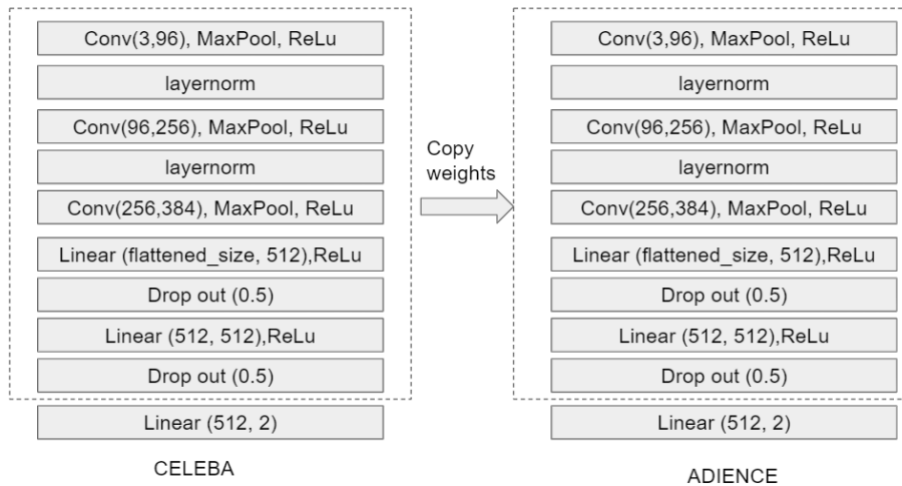 Conv(3,96), MaxPool, ReLu
layernorm
Conv(96,256), MaxPool, ReLu
layernorm
Conv(256,384), MaxPool, ReLu
Linear (flattened_size, 512),ReLu
Drop out (0.5)
Linear (512, 512),ReLu
Drop out (0.5)
Linear (512, 2)
CELEBA
Copy
weights
Conv(3,96), MaxPool, ReLu
layernorm
Conv(96,256), MaxPool, ReLu
layernorm
Conv(256,384), MaxPool, ReLu
Linear (flattened_size, 512),ReLu
Drop out (0.5)
Linear (512, 512),ReLu
Drop out (0.5)
Linear (512, 2)
ADIENCE